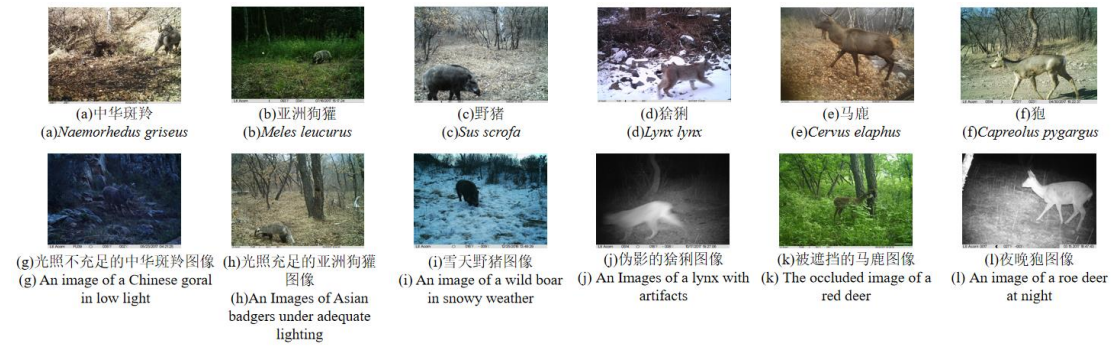 (a)中华斑羚
(a)Naemorhedus griseus
(b)亚洲狗獾
(b)Meles leucurus
(c)野猪
(c)Sus scrofa
(d)猞猁
(d)Lynx lynx
(e)马鹿
(e)Cervus elaphus
(f)狍
(f)Capreolus pygargus
(g)光照不充足的中华斑羚图像
(g) An image of a Chinese goral
in low light
(h)光照充足的亚洲狗獾
图像
(h)An Images of Asian
badgers under adequate
lighting
(i)雪天野猪图像
(i) An image of a wild boar
in snowy weather
(j)伪影的猞猁图像
(j) An Images of a lynx with
artifacts
(k)被遮挡的马鹿图像
(k) The occluded image of a
red deer
(l)夜晚狍图像
(l) An image of a roe deer
at night